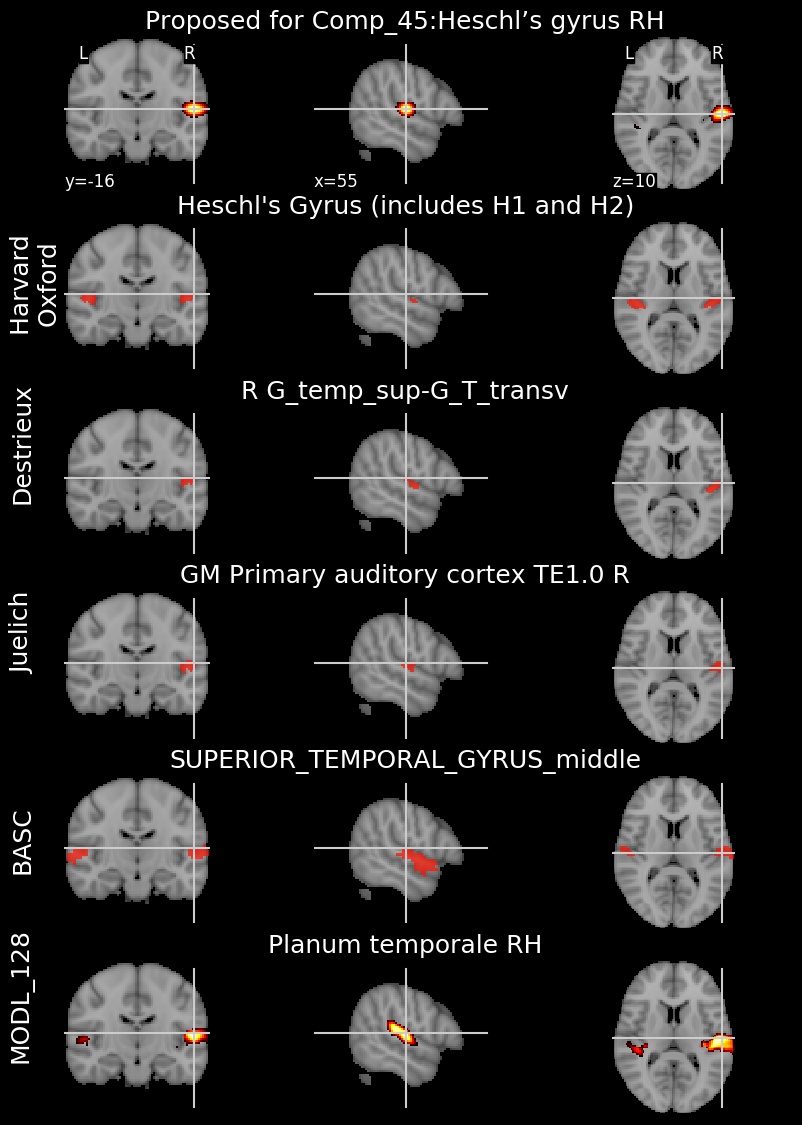 Proposed for Comp_45:Heschl’s gyrus RH
L R L R
y=-16 x=55 z=10
Heschl's Gyrus (includes H1 and H2)
Harvard
Oxford
R G_temp_sup-G_T_transv
Destrieux
GM Primary auditory cortex TE1.0 R
Juelich
SUPERIOR_TEMPORAL_GYRUS_middle
BASC
Planum temporale RH
MODL_128